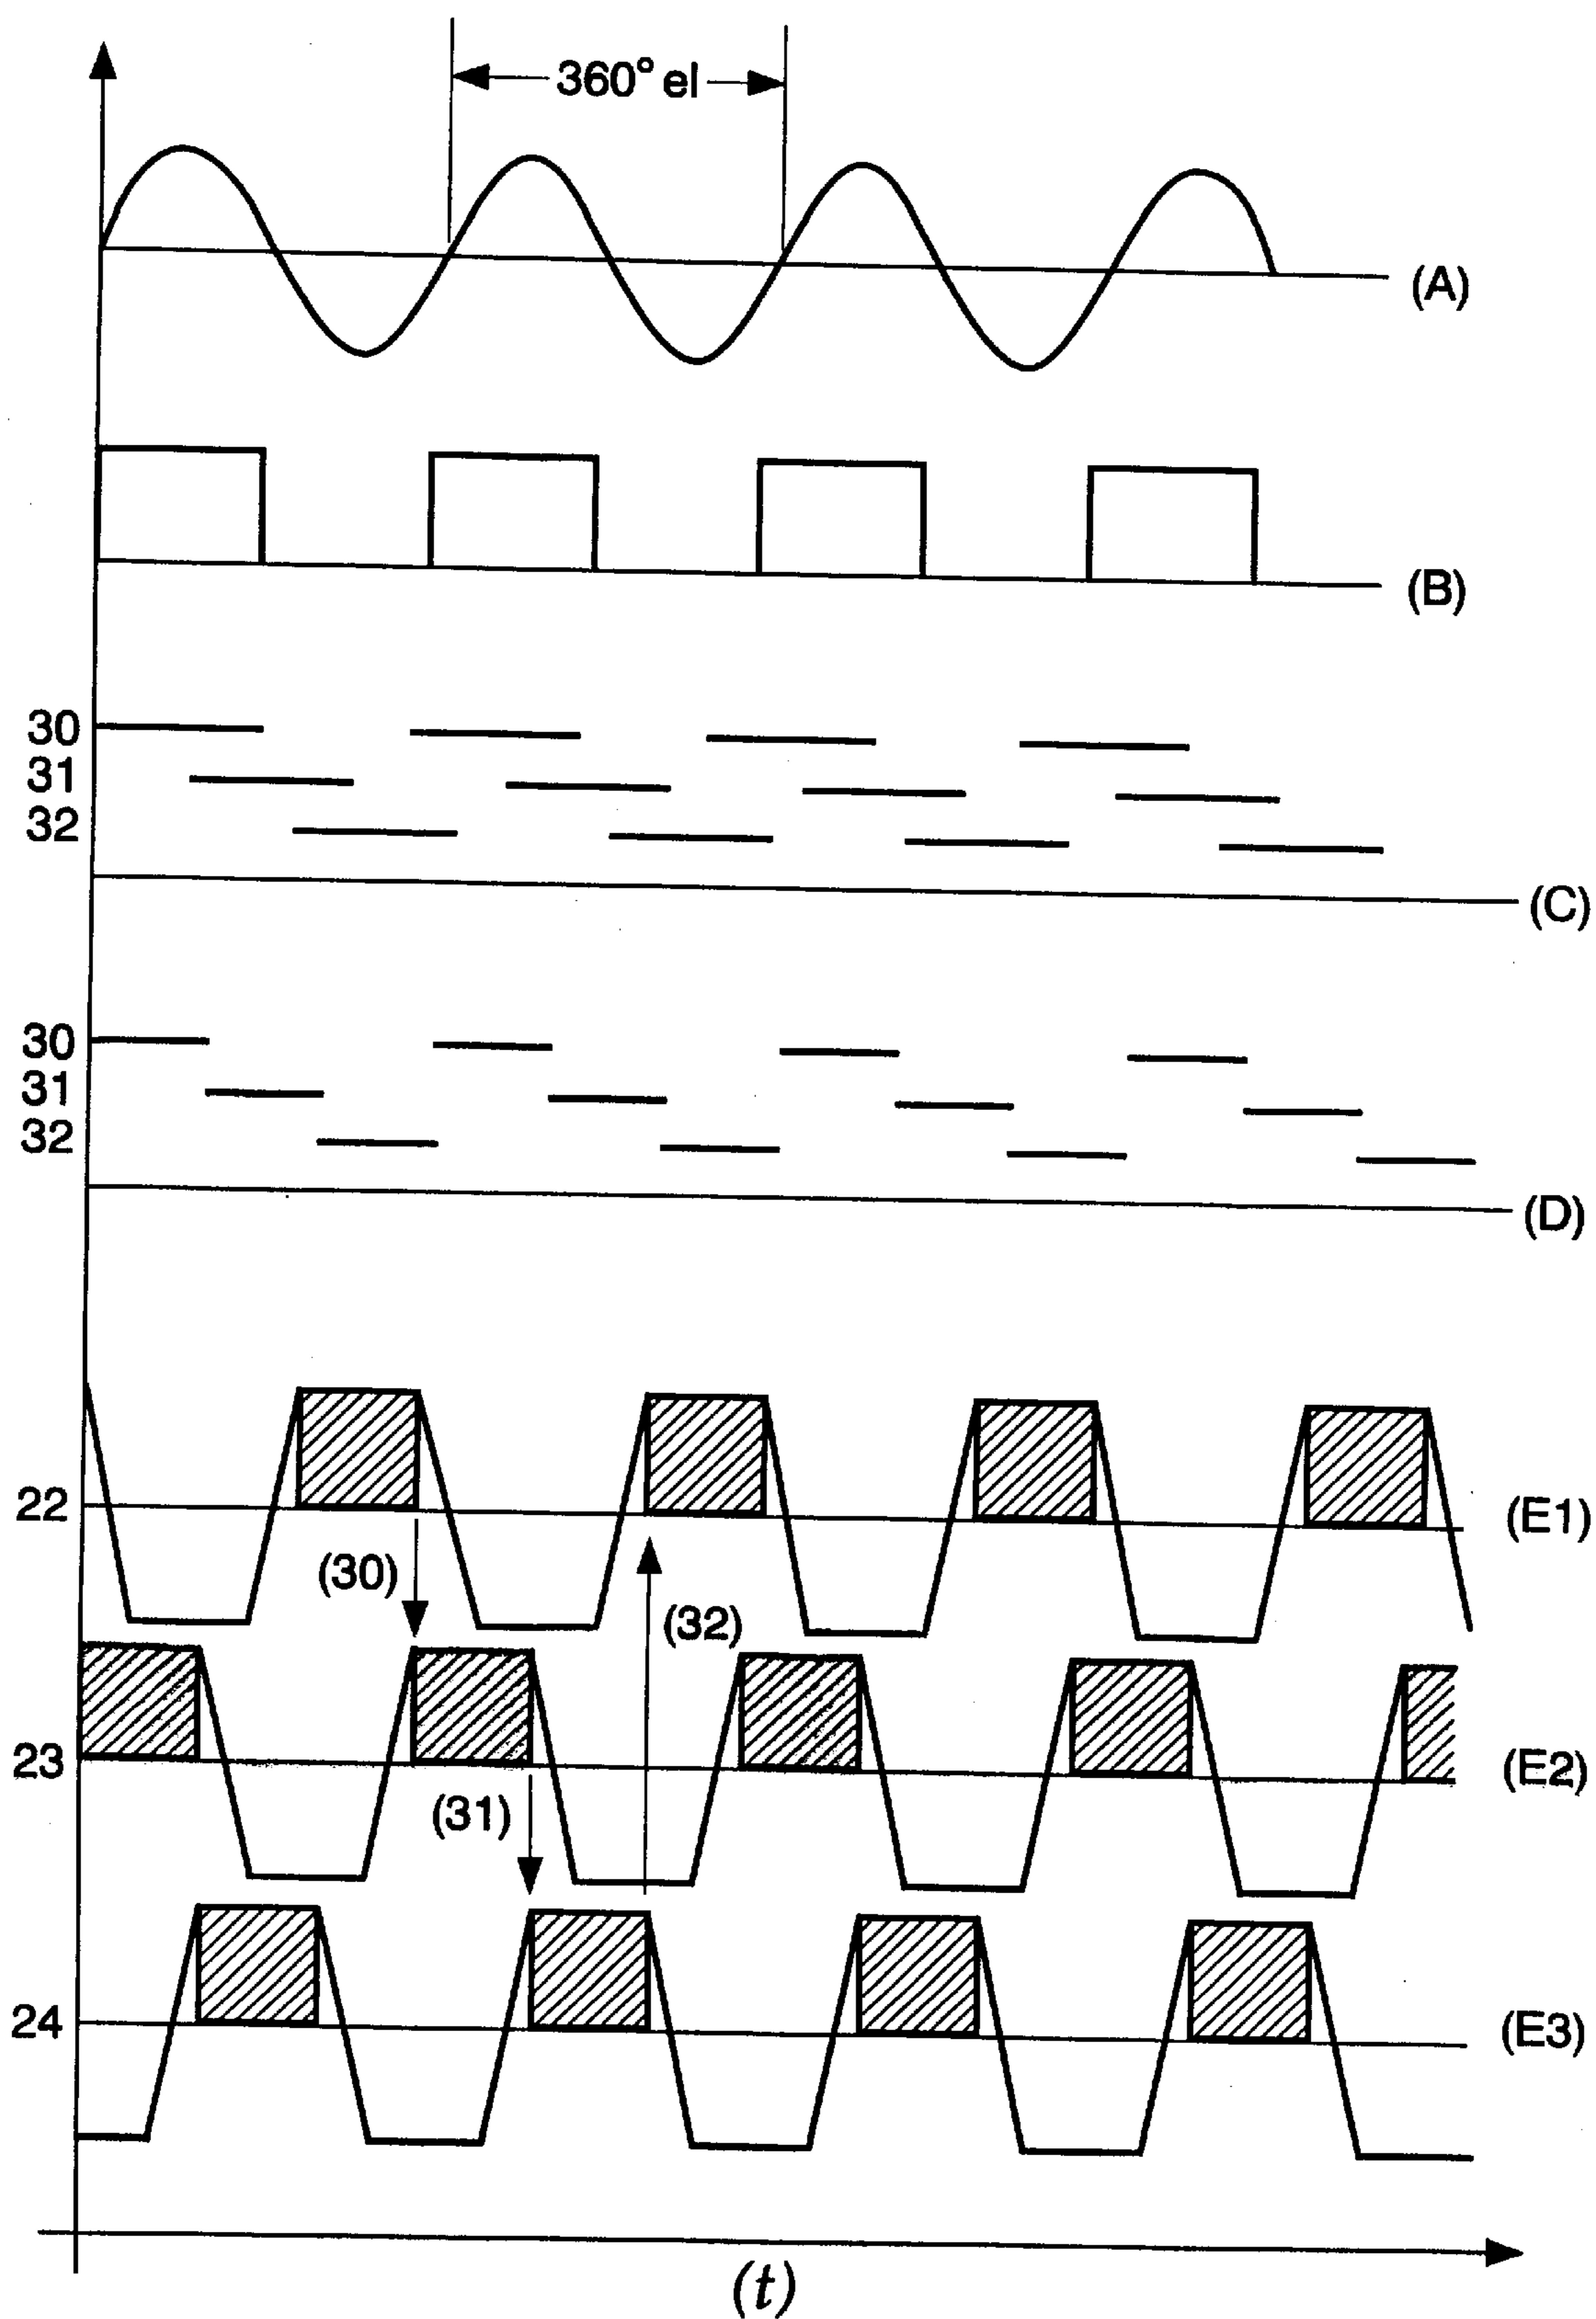 360° el
(A)
(B)
30
31
32
(C)
30
31
32
(D)
22
(E1)
(30)
(32)
23
(E2)
(31)
24
(E3)
(t)